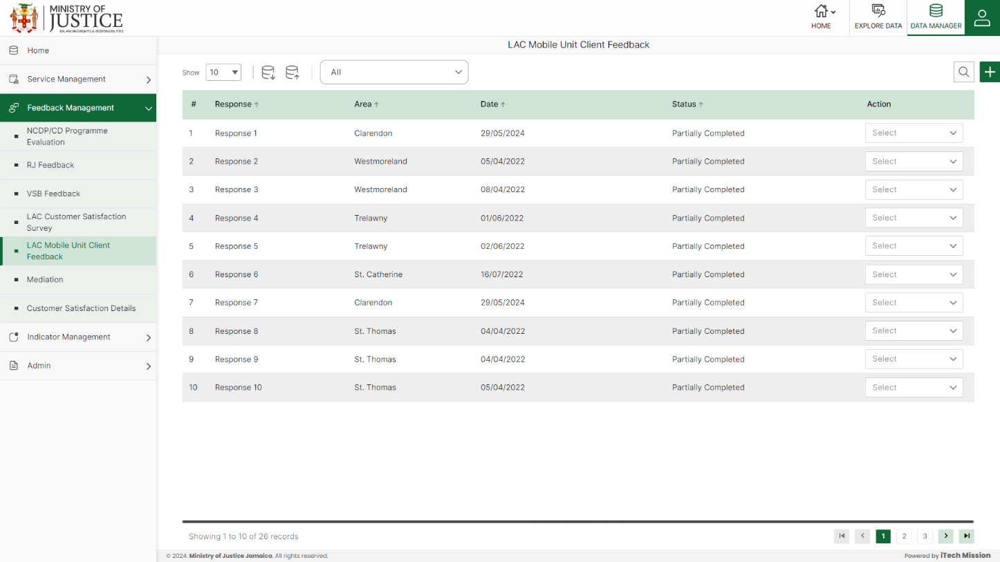 MINISTRY OF
JUSTICE
BALANCING RIGHTS & RESPONSIBILITIES
HOME
EXPLORE DATA
DATA MANAGER
Home
Service Management
Feedback Management
NCDP/CD Programme
Evaluation
RJ Feedback
VSB Feedback
LAC Customer Satisfaction
Survey
LAC Mobile Unit Client
Feedback
Mediation
Customer Satisfaction Details
Indicator Management
Admin
LAC Mobile Unit Client Feedback
Show 10 All
# Response Area Date Status Action
1 Response 1 Clarendon 29/05/2024 Partially Completed Select
2 Response 2 Westmoreland 05/04/2022 Partially Completed Select
3 Response 3 Westmoreland 08/04/2022 Partially Completed Select
4 Response 4 Trelawny 01/06/2022 Partially Completed Select
5 Response 5 Trelawny 02/06/2022 Partially Completed Select
6 Response 6 St. Catherine 16/07/2022 Partially Completed Select
7 Response 7 Clarendon 29/05/2024 Partially Completed Select
8 Response 8 St. Thomas 04/04/2022 Partially Completed Select
9 Response 9 St. Thomas 04/04/2022 Partially Completed Select
10 Response 10 St. Thomas 05/04/2022 Partially Completed Select
Showing 1 to 10 of 26 records
1 2 3
© 2024. Ministry of Justice Jamaica. All rights reserved.
Powered by iTech Mission